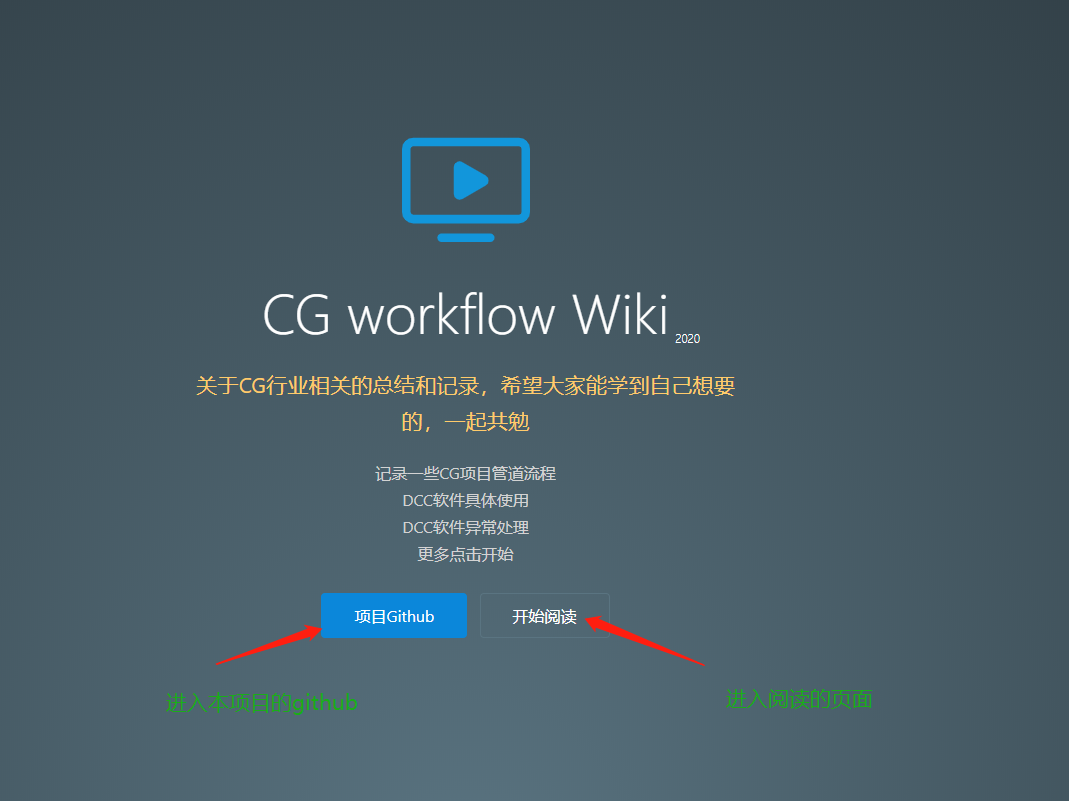 CG workflow Wiki 2020
关于CG行业相关的总结和记录，希望大家能学到自己想要
的，一起共勉
记录一些CG项目管道流程
DCC软件具体使用
DCC软件异常处理
更多点击开始
项目Github
开始阅读
进入本项目的github
进入阅读的页面